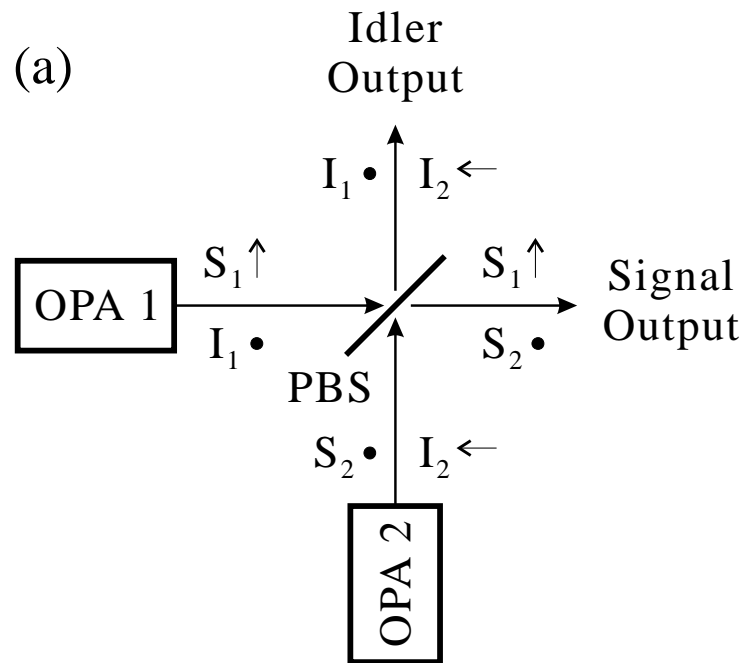 (a)
Idler
Output
I₁ • I₂ ←
S₁ ↑ S₁ ↑
OPA 1
Signal
Output
I₁ • S₂ •
PBS
S₂ • I₂ ←
OPA 2